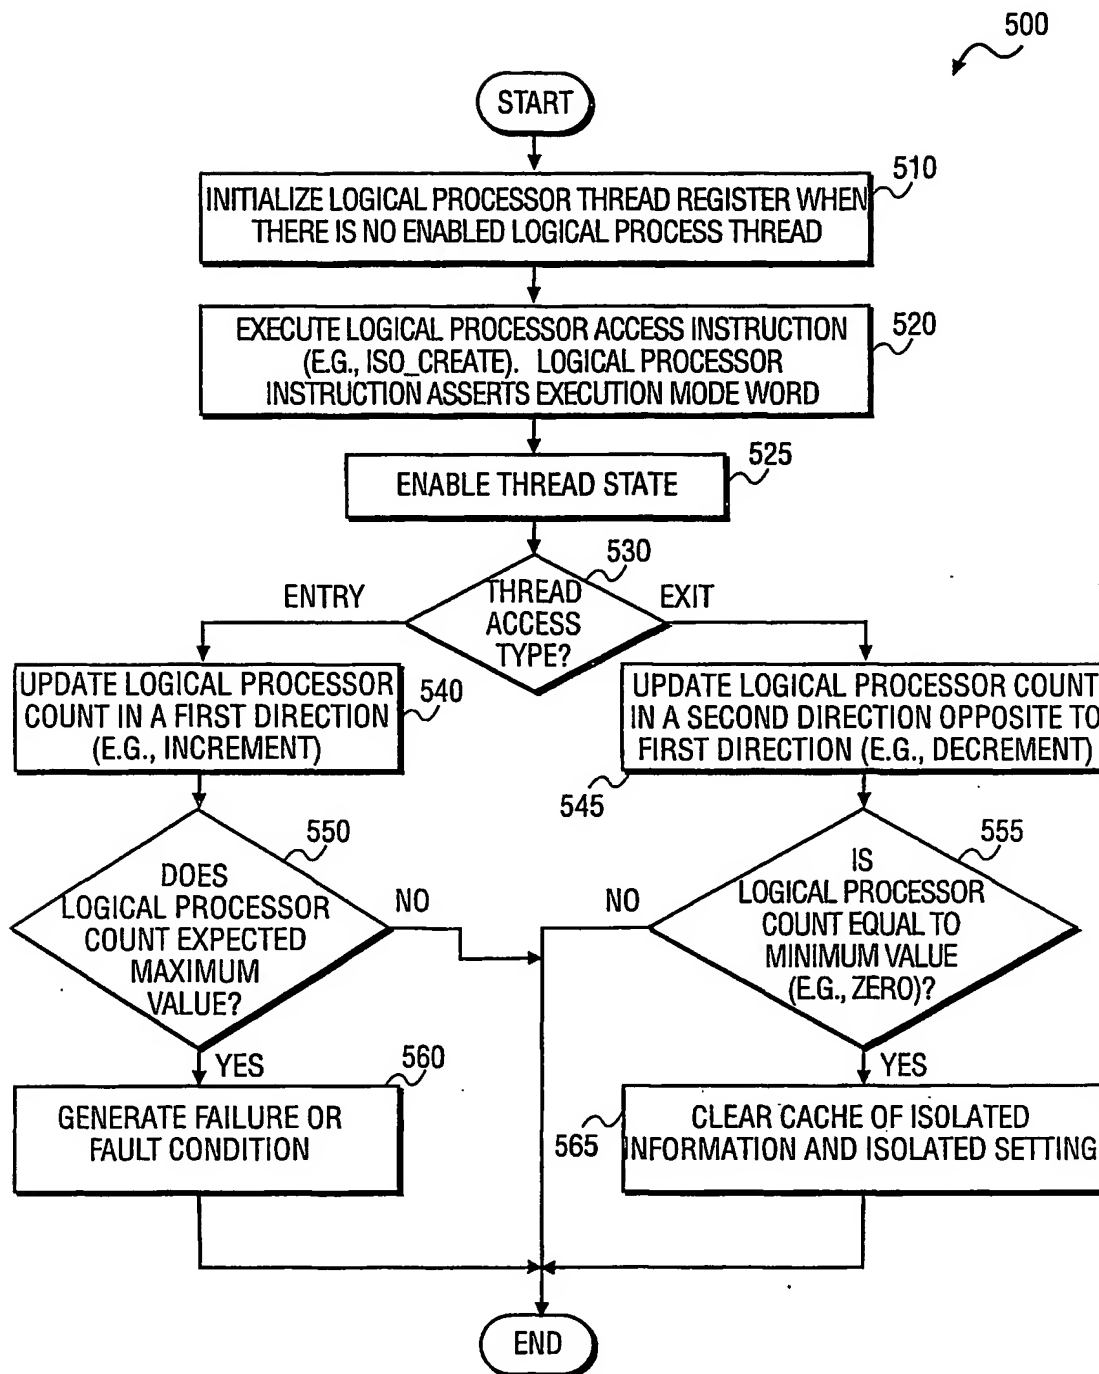 500
START
510
INITIALIZE LOGICAL PROCESSOR THREAD REGISTER WHEN
THERE IS NO ENABLED LOGICAL PROCESS THREAD
EXECUTE LOGICAL PROCESSOR ACCESS INSTRUCTION
(E.G., ISO_CREATE). LOGICAL PROCESSOR
INSTRUCTION ASSERTS EXECUTION MODE WORD
520
525
ENABLE THREAD STATE
530
ENTRY
THREAD
ACCESS
TYPE?
EXIT
UPDATE LOGICAL PROCESSOR
COUNT IN A FIRST DIRECTION
(E.G., INCREMENT)
540
UPDATE LOGICAL PROCESSOR COUNT
IN A SECOND DIRECTION OPPOSITE TO
FIRST DIRECTION (E.G., DECREMENT)
545
550
DOES
LOGICAL PROCESSOR
COUNT EXPECTED
MAXIMUM
VALUE?
NO
555
IS
LOGICAL PROCESSOR
COUNT EQUAL TO
MINIMUM VALUE
(E.G., ZERO)?
NO
YES
560
GENERATE FAILURE OR
FAULT CONDITION
YES
565
CLEAR CACHE OF ISOLATED
INFORMATION AND ISOLATED SETTING
END